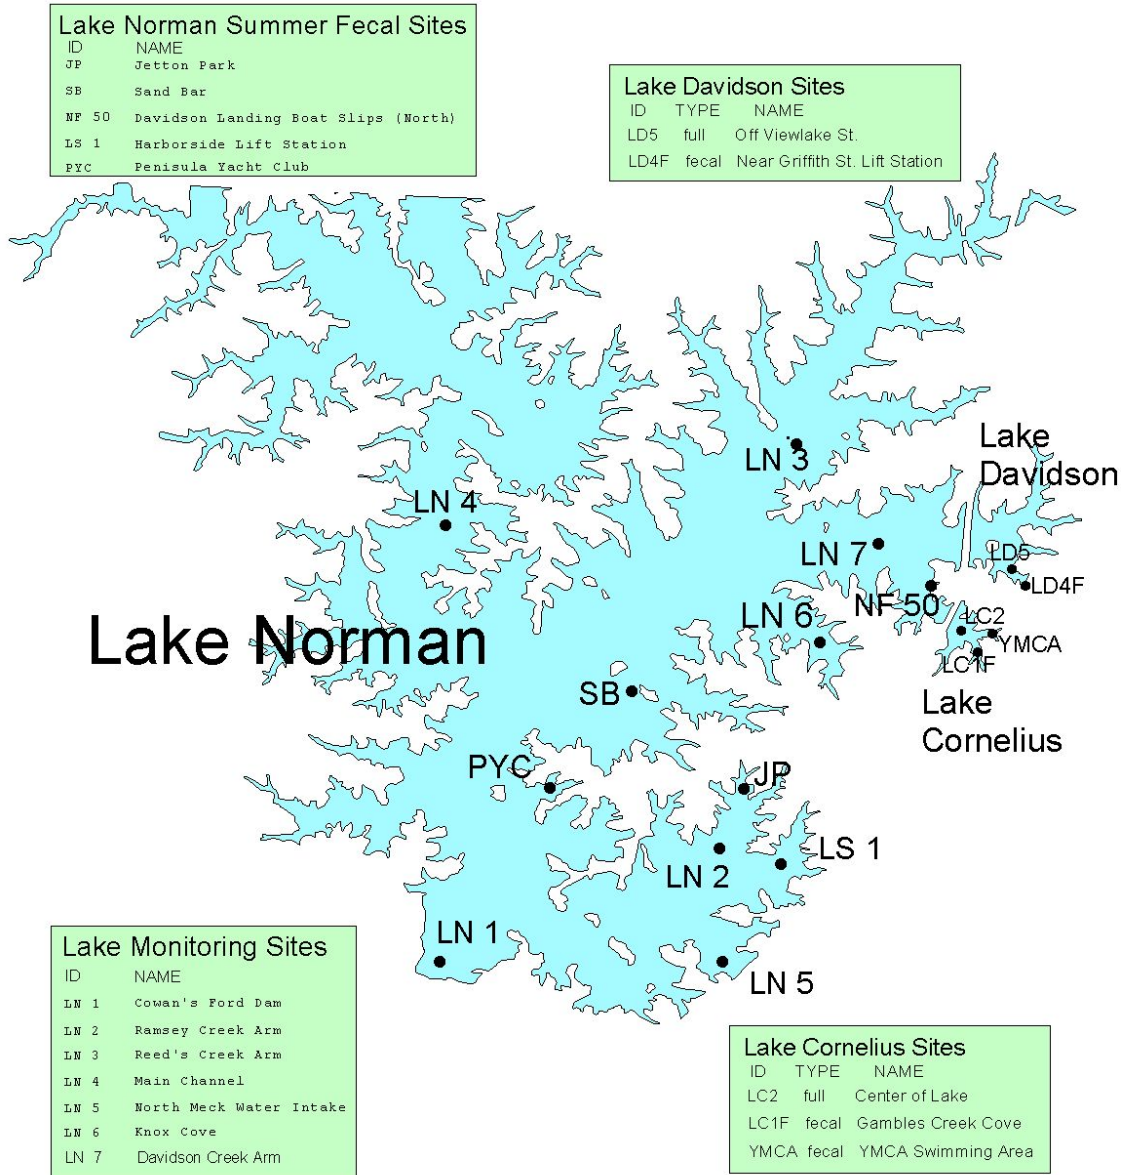 Lake Norman Summer Fecal Sites
ID NAME
JP Jetton Park
SB Sand Bar
NF 50 Davidson Landing Boat Slips (North)
LS 1 Harborside Lift Station
PYC Penisula Yacht Club
Lake Davidson Sites
ID TYPE NAME
LD5 full Off Viewlake St.
LD4F fecal Near Griffith St. Lift Station
Lake
Davidson
LN 3
LN 4
LN 7
LD5
LD4F
NF 50
LN 6
LC2
YMCA
LC1F
Lake Norman
SB
Lake
Cornelius
PYC
JP
LS 1
LN 2
LN 1
LN 5
Lake Monitoring Sites
ID NAME
LN 1 Cowan's Ford Dam
LN 2 Ramsey Creek Arm
LN 3 Reed's Creek Arm
LN 4 Main Channel
LN 5 North Meck Water Intake
LN 6 Knox Cove
LN 7 Davidson Creek Arm
Lake Cornelius Sites
ID TYPE NAME
LC2 full Center of Lake
LC1F fecal Gambles Creek Cove
YMCA fecal YMCA Swimming Area